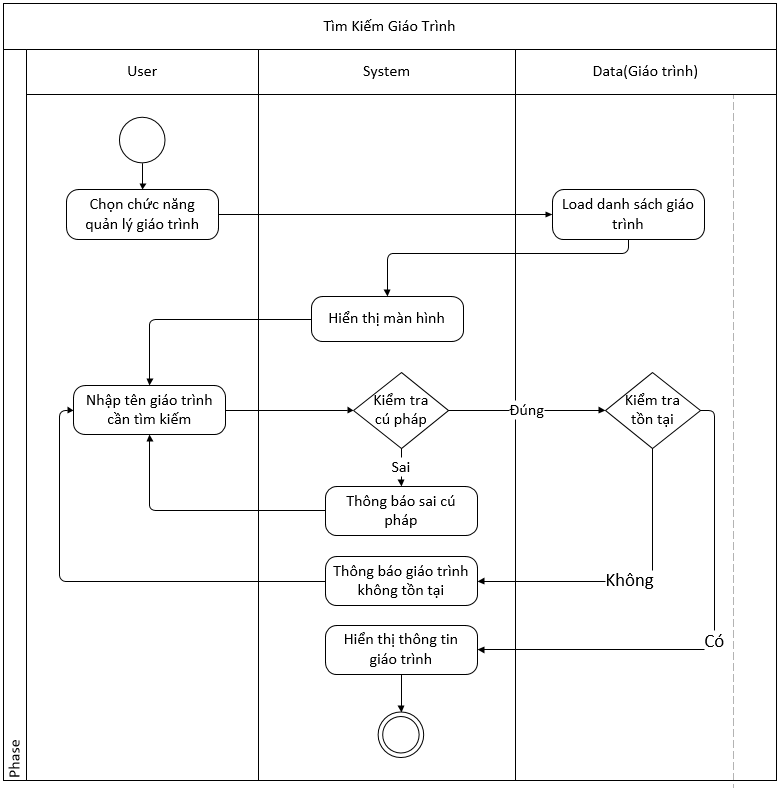 Tìm Kiếm Giáo Trình
User
System
Data(Giáo trình)
Chọn chức năng
quản lý giáo trình
Load danh sách giáo
trình
Hiển thị màn hình
Nhập tên giáo trình
cần tìm kiếm
Kiểm tra
cú pháp
Đúng
Kiểm tra
tồn tại
Sai
Thông báo sai cú
pháp
Thông báo giáo trình
không tồn tại
Không
Hiển thị thông tin
giáo trình
Có
Phase